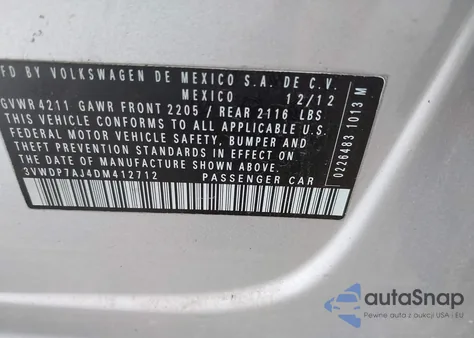 MFD BY VOLKSWAGEN DE MEXICO S.A. DE C.V.
MEXICO 12/12
GVWR 4211 GAWR FRONT 2205 / REAR 2116 LBS
THIS VEHICLE CONFORMS TO ALL APPLICABLE
FEDERAL MOTOR VEHICLE SAFETY, BUMPER AND
THEFT PREVENTION STANDARDS IN EFFECT ON
THE DATE OF MANUFACTURE SHOWN ABOVE.
3VWDP7AJ4DM412712 PASSENGER CAR
0226483 1013 M
autoSnap
Pewne auta z aukcji USA i EU